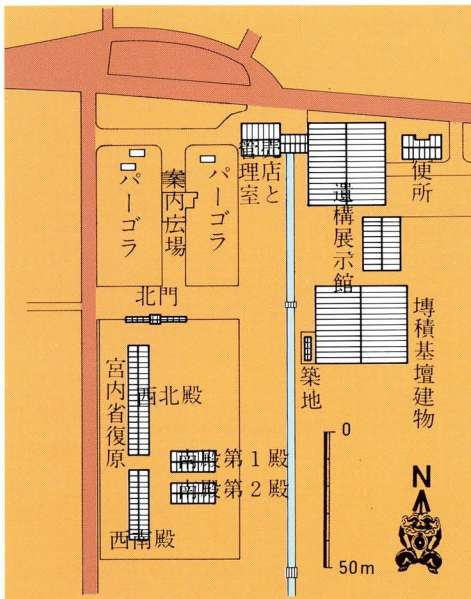 売店と
管理室
便所
遺構展示館
パーゴラ
案内広場
パーゴラ
北門
塼積基壇建物
築地
宮内省復原
西北殿
南殿第1殿
南殿第2殿
西南殿
0
50m
N